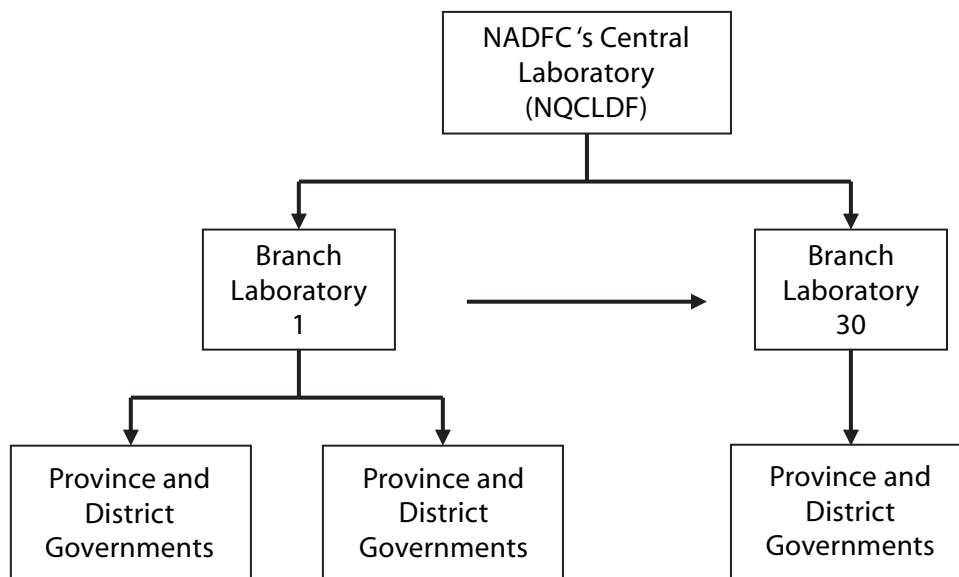 NADFC ‘s Central
Laboratory
(NQCLDF)
Branch
Laboratory
1
Branch
Laboratory
30
Province and
District
Governments
Province and
District
Governments
Province and
District
Governments